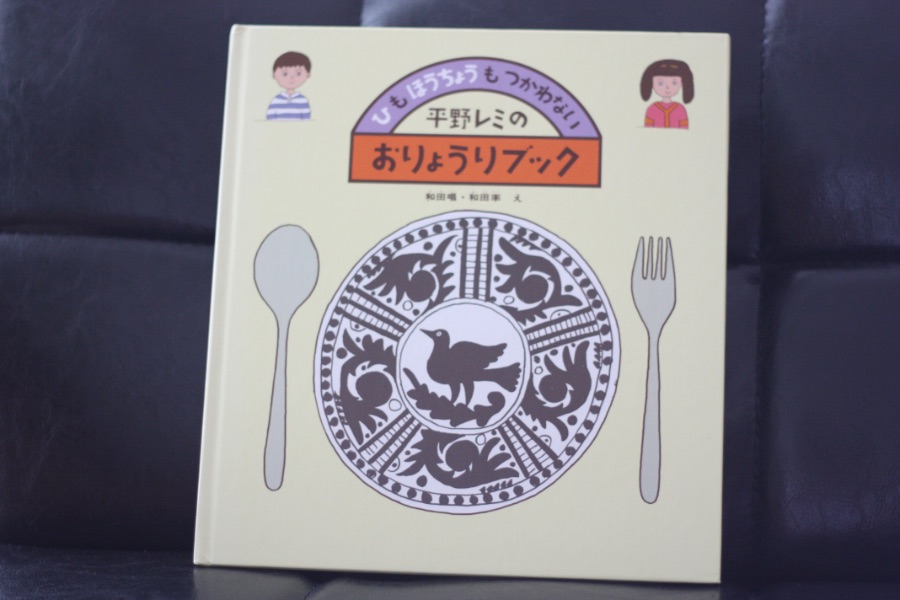 ひも ほうちょうも つかわない
平野レミの
おりょうりブック
和田唱・和田率 え